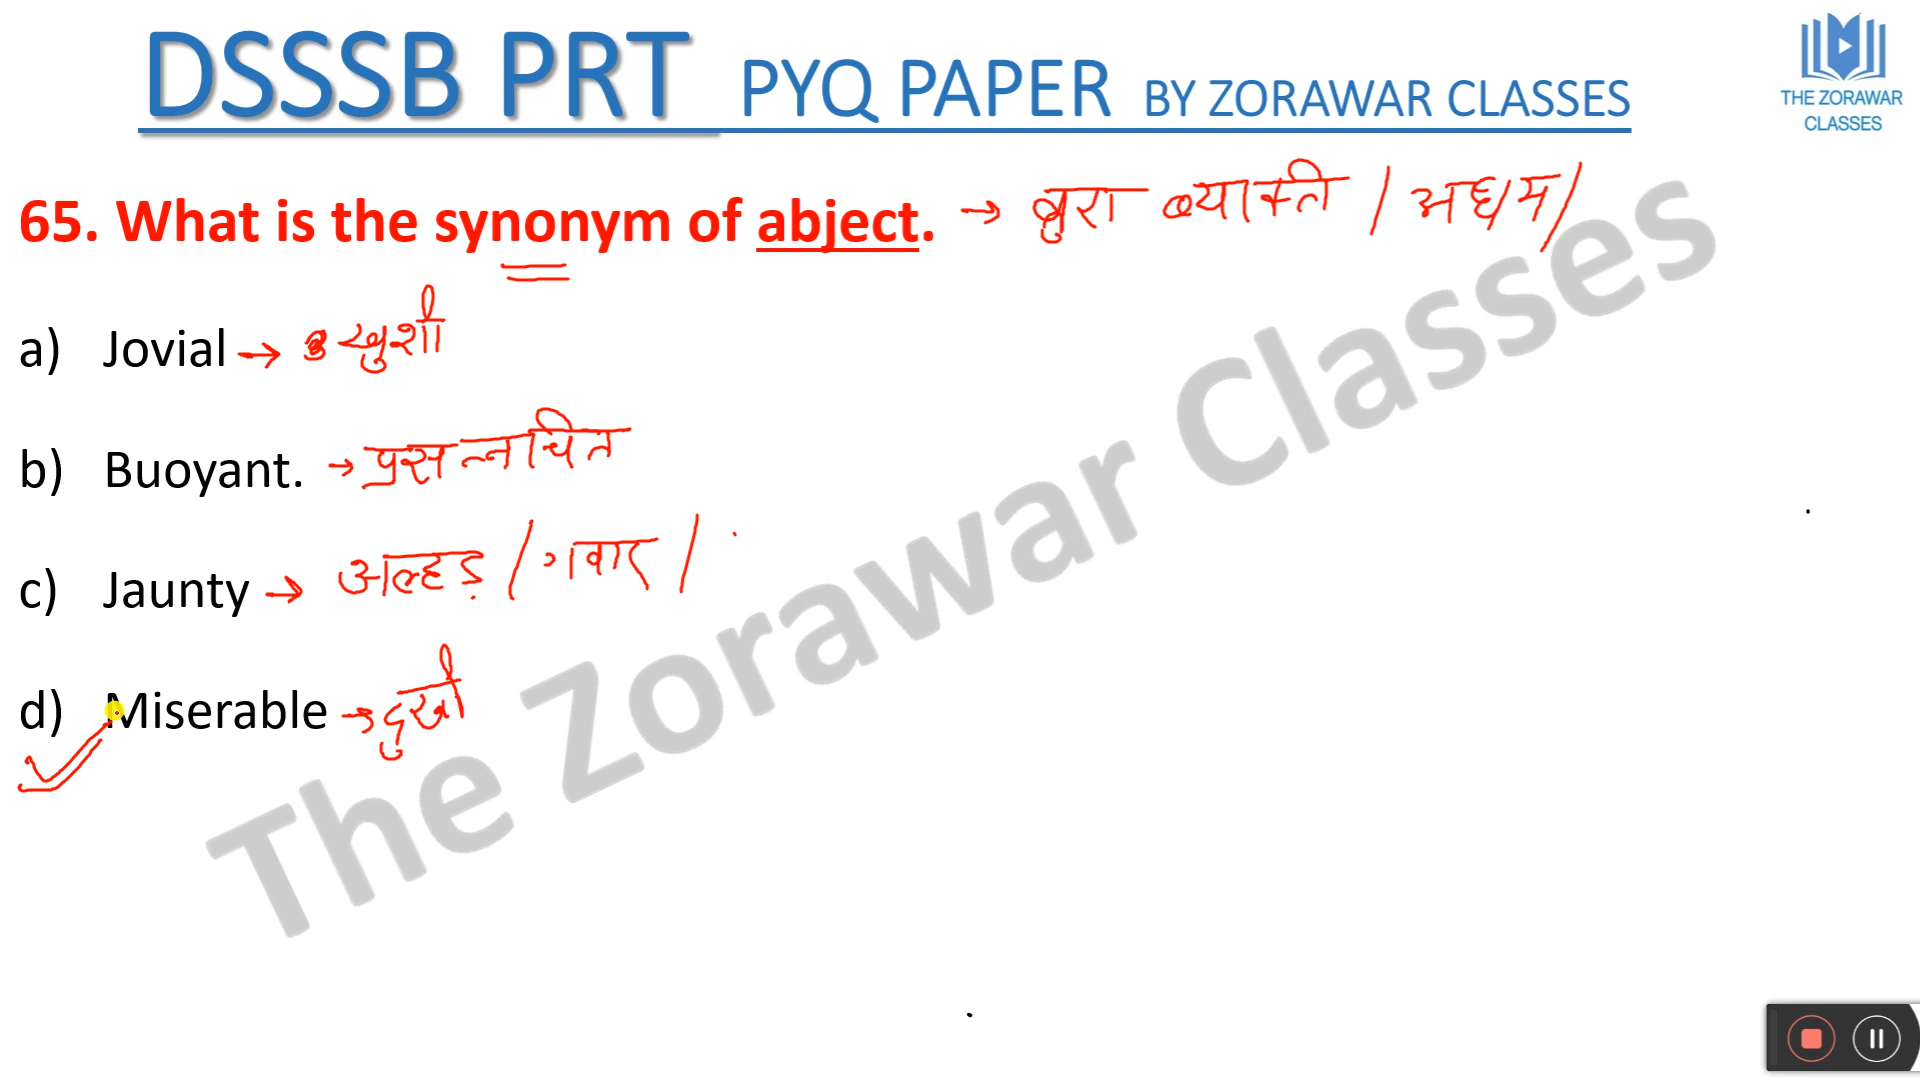 DSSSB PRT PYQ PAPER BY ZORAWAR CLASSES
THE ZORAWAR
CLASSES
65. What is the synonym of abject. → बुरा व्यक्ति / अधम /
a) Jovial → खुशी
b) Buoyant. → प्रसन्नचित
c) Jaunty → अल्हड़ / गवार /
d) Miserable → दुखी
The Zorawar Classes